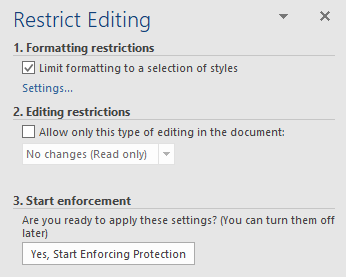 Restrict Editing
1. Formatting restrictions
Limit formatting to a selection of styles
Settings...
2. Editing restrictions
Allow only this type of editing in the document:
No changes (Read only)
3. Start enforcement
Are you ready to apply these settings? (You can turn them off
later)
Yes, Start Enforcing Protection